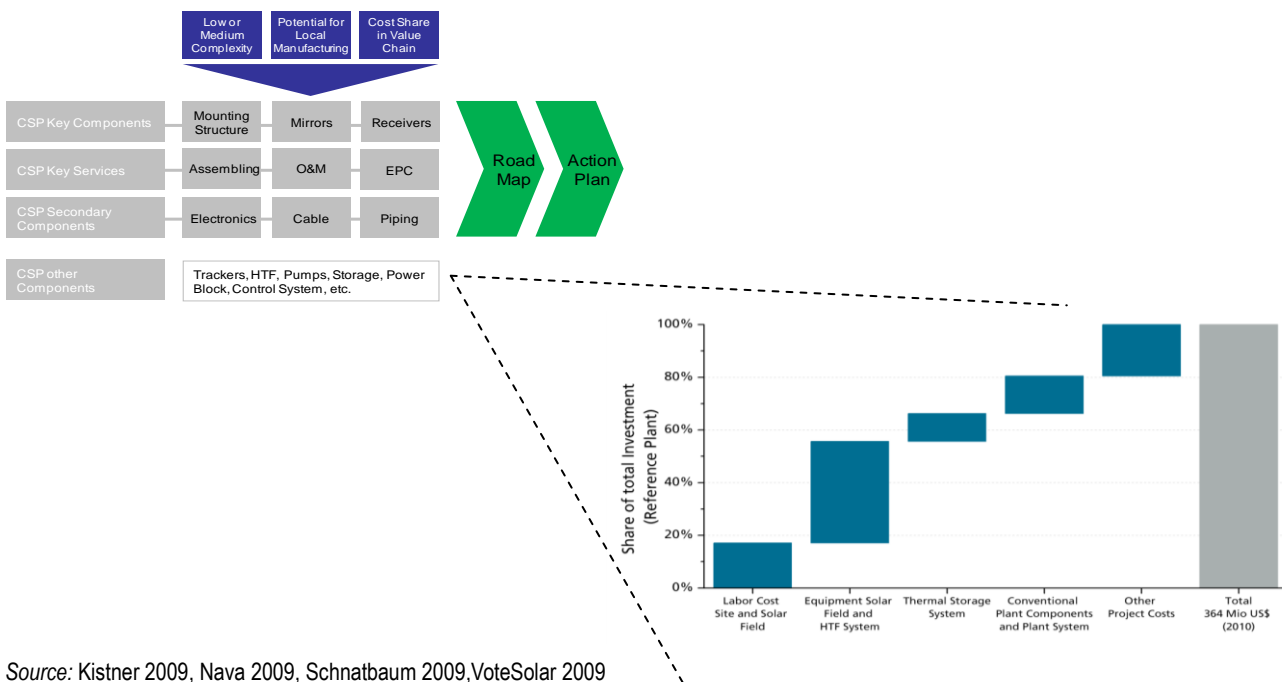 Low or
Medium
Complexity
Potential for
Local
Manufacturing
Cost Share
in Value
Chain
CSP Key Components
Mounting
Structure
Mirrors
Receivers
CSP Key Services
Assembling
O&M
EPC
CSP Secondary
Components
Electronics
Cable
Piping
Road
Map
Action
Plan
CSP other
Components
Trackers, HTF, Pumps, Storage, Power
Block, Control System, etc.
Share of total Investment
(Reference Plant)
100%
80%
60%
40%
20%
0%
Labor Cost
Site and Solar
Field
Equipment Solar
Field and
HTF System
Thermal Storage
System
Conventional
Plant Components
and Plant System
Other
Project Costs
Total
364 Mio US$
(2010)
Source: Kistner 2009, Nava 2009, Schnatbaum 2009,VoteSolar 2009